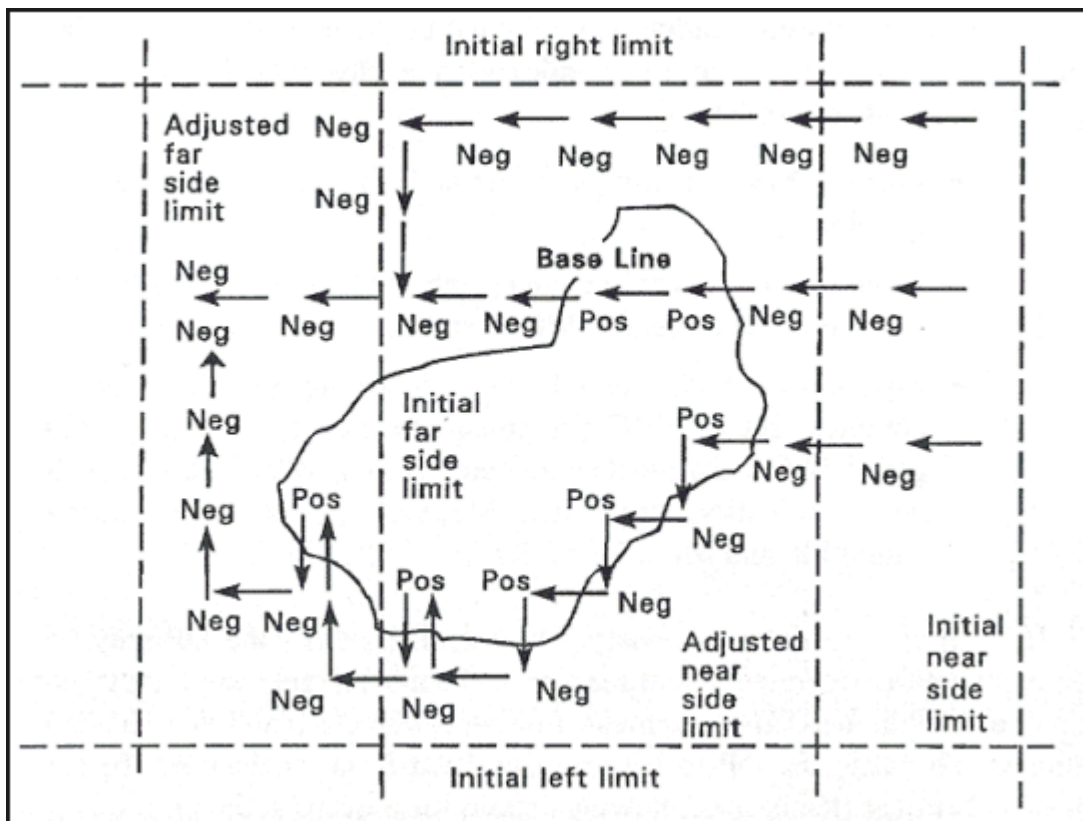 Initial right limit
Adjusted
far
side
limit
Neg
Neg
Neg
Neg
Neg
Neg
Neg
Base Line
Neg
Neg
Neg
Neg
Pos
Pos
Neg
Neg
Neg
Initial
far
side
limit
Pos
Neg
Neg
Neg
Pos
Pos
Neg
Neg
Pos
Pos
Neg
Neg
Neg
Adjusted
near
side
limit
Initial
near
side
limit
Neg
Neg
Neg
Initial left limit